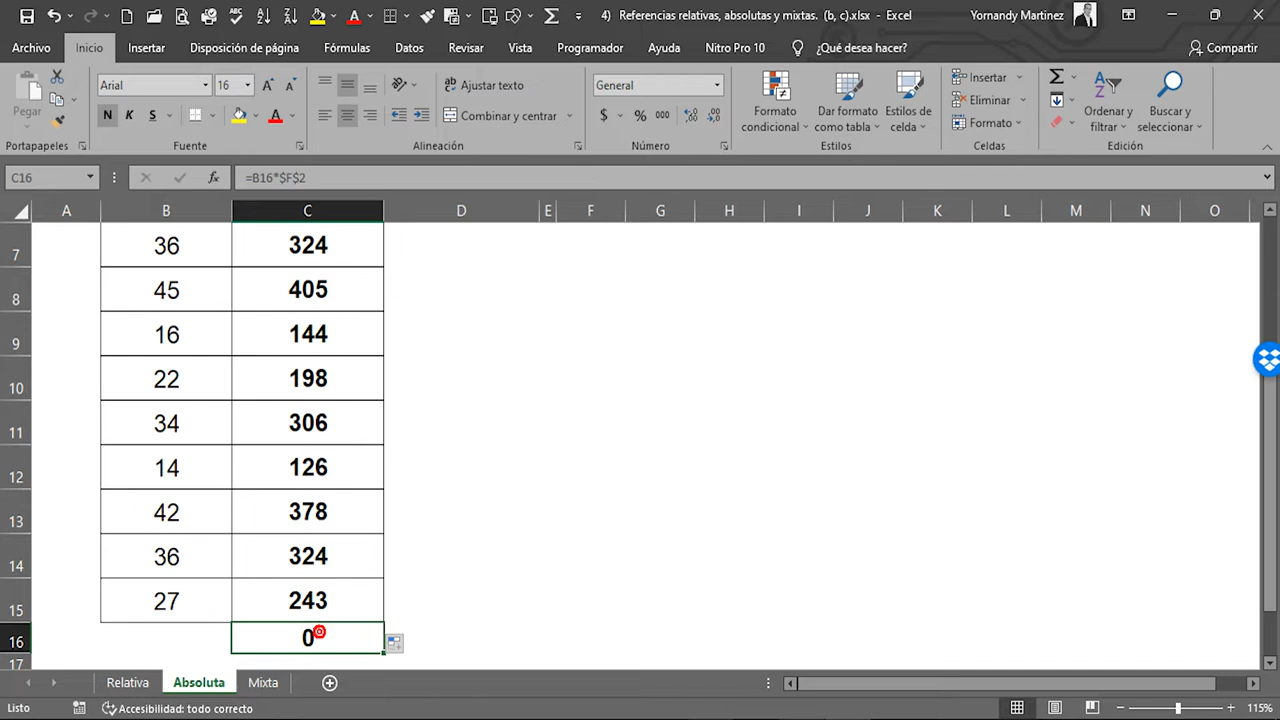 4) Referencias relativas, absolutas y mixtas. (b, c).xlsx - Excel
Yornandy Martinez
Archivo Inicio Insertar Disposición de página Fórmulas Datos Revisar Vista Programador Ayuda Nitro Pro 10 ¿Qué desea hacer? Compartir
Pegar
Arial 16
N K S
Ajustar texto
Combinar y centrar
General
$ % 000
Formato condicional
Dar formato como tabla
Estilos de celda
Insertar
Eliminar
Formato
Ordenar y filtrar
Buscar y seleccionar
Portapapeles Fuente Alineación Número Estilos Celdas Edición
C16 fx =B16*$F$2
A B C D E F G H I J K L M N O
7 36 324
8 45 405
9 16 144
10 22 198
11 34 306
12 14 126
13 42 378
14 36 324
15 27 243
16 0
17
Relativa Absoluta Mixta
Listo Accesibilidad: todo correcto 115%